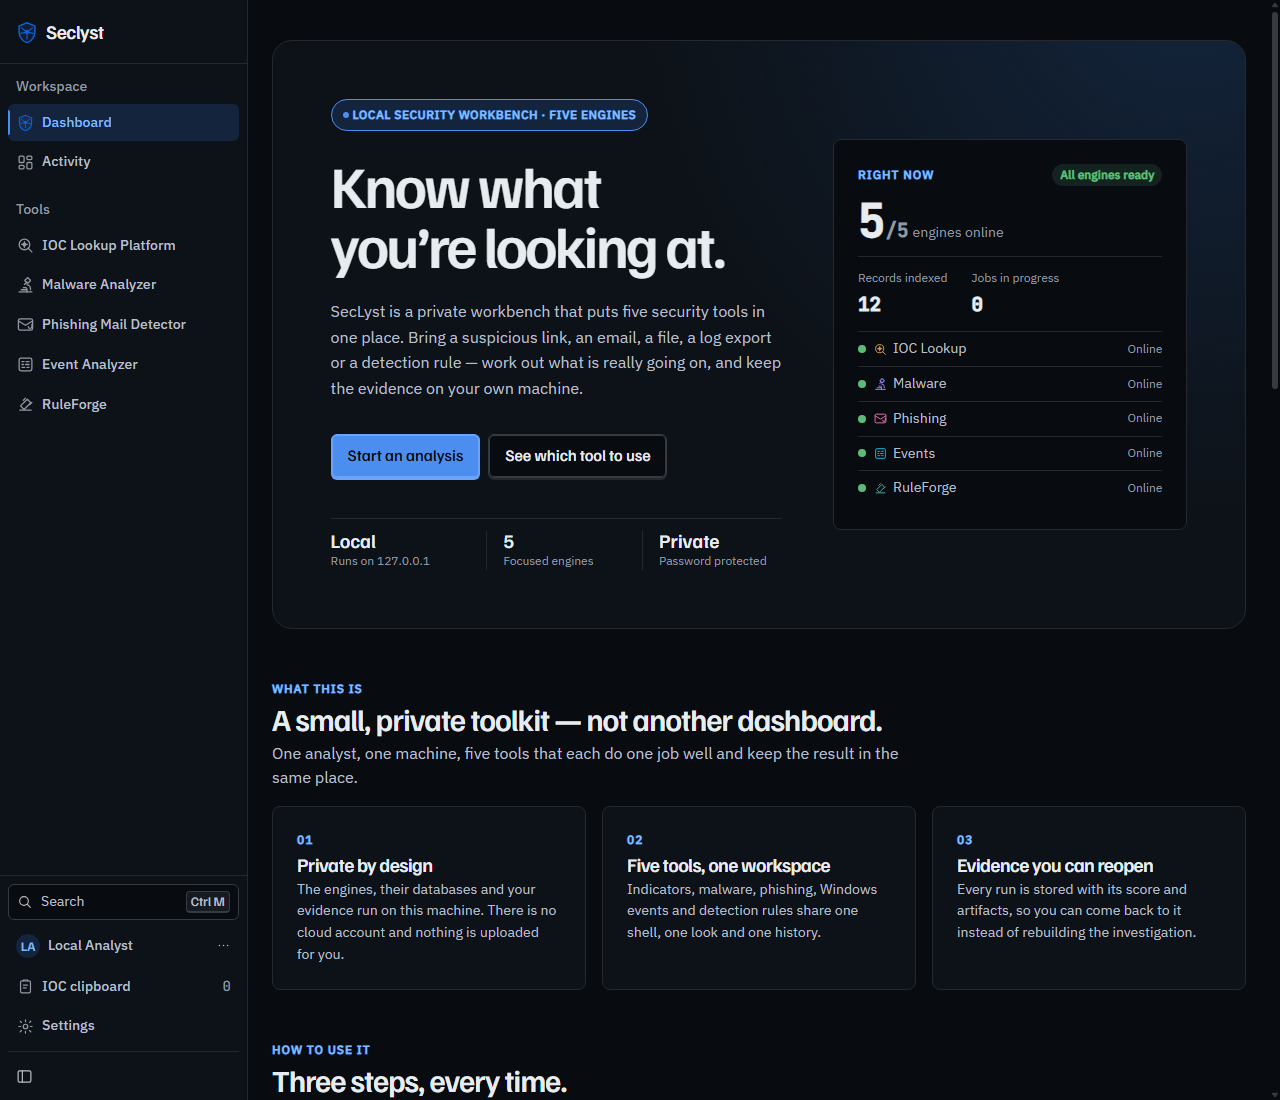 Seclyst
Workspace
Dashboard
Activity
Tools
IOC Lookup Platform
Malware Analyzer
Phishing Mail Detector
Event Analyzer
RuleForge
Search
Ctrl M
LA
Local Analyst
...
IOC clipboard
0
Settings
LOCAL SECURITY WORKBENCH · FIVE ENGINES
Know what
you’re looking at.
SecLyst is a private workbench that puts five security tools in
one place. Bring a suspicious link, an email, a file, a log export
or a detection rule — work out what is really going on, and keep
the evidence on your own machine.
Start an analysis
See which tool to use
Local
Runs on 127.0.0.1
5
Focused engines
Private
Password protected
RIGHT NOW
All engines ready
5/5 engines online
Records indexed
12
Jobs in progress
0
IOC Lookup
Online
Malware
Online
Phishing
Online
Events
Online
RuleForge
Online
WHAT THIS IS
A small, private toolkit — not another dashboard.
One analyst, one machine, five tools that each do one job well and keep the result in the
same place.
01
Private by design
The engines, their databases and your
evidence run on this machine. There is no
cloud account and nothing is uploaded
for you.
02
Five tools, one workspace
Indicators, malware, phishing, Windows
events and detection rules share one
shell, one look and one history.
03
Evidence you can reopen
Every run is stored with its score and
artifacts, so you can come back to it
instead of rebuilding the investigation.
HOW TO USE IT
Three steps, every time.